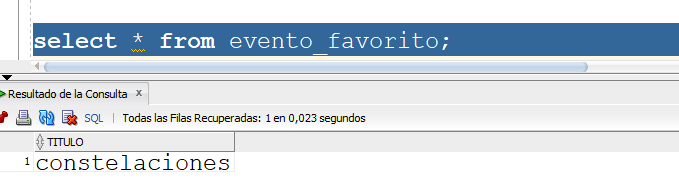 select * from evento_favorito;
Resultado de la Consulta x
SQL | Todas las Filas Recuperadas: 1 en 0,023 segundos
TITULO
1 constelaciones